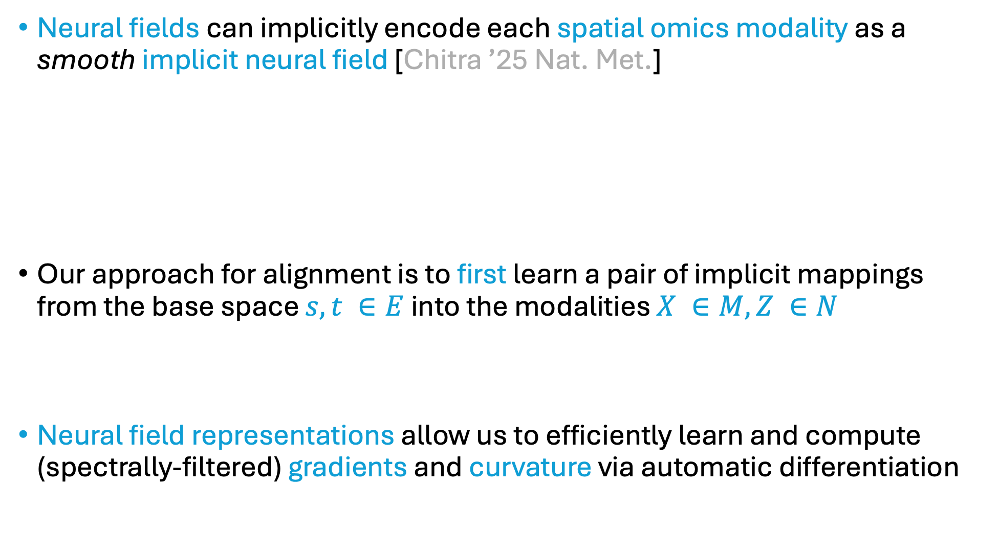 • Neural fields can implicitly encode each spatial omics modality as a
smooth implicit neural field [Chitra ’25 Nat. Met.]
• Our approach for alignment is to first learn a pair of implicit mappings
from the base space s, t ∈ E into the modalities X ∈ M, Z ∈ N
• Neural field representations allow us to efficiently learn and compute
(spectrally-filtered) gradients and curvature via automatic differentiation